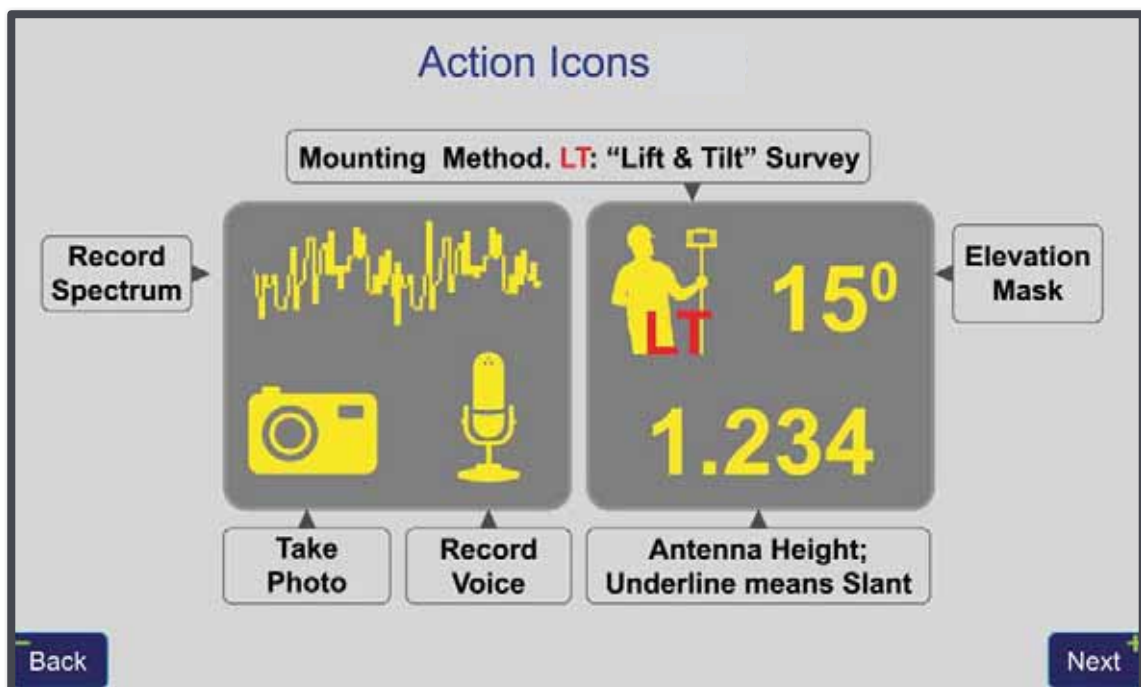 Action Icons
Mounting Method. LT: “Lift & Tilt” Survey
Record
Spectrum
LT
15⁰
Elevation
Mask
1.234
Take
Photo
Record
Voice
Antenna Height;
Underline means Slant
Back
Next